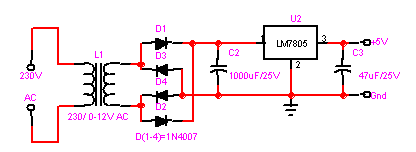 D1
U2
L1
D3
C2
1
LM7805
3
C3
+5V
230V
D4
2
1000uF/25V
47uF/25V
AC
D2
Gnd
230/ 0-12V AC
D(1-4)=1N4007